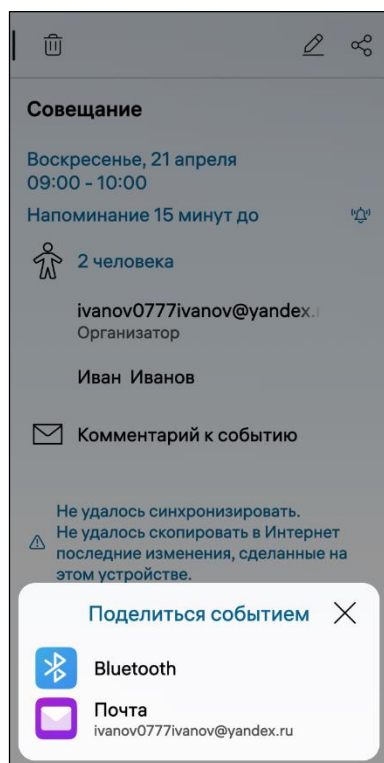 Совещание
Воскресенье, 21 апреля
09:00 - 10:00
Напоминание 15 минут до
2 человека
ivanov0777ivanov@yandex.
Организатор
Иван Иванов
Комментарий к событию
Не удалось синхронизировать.
Не удалось скопировать в Интернет
последние изменения, сделанные на
этом устройстве.
Поделиться событием
Bluetooth
Почта
ivanov0777ivanov@yandex.ru